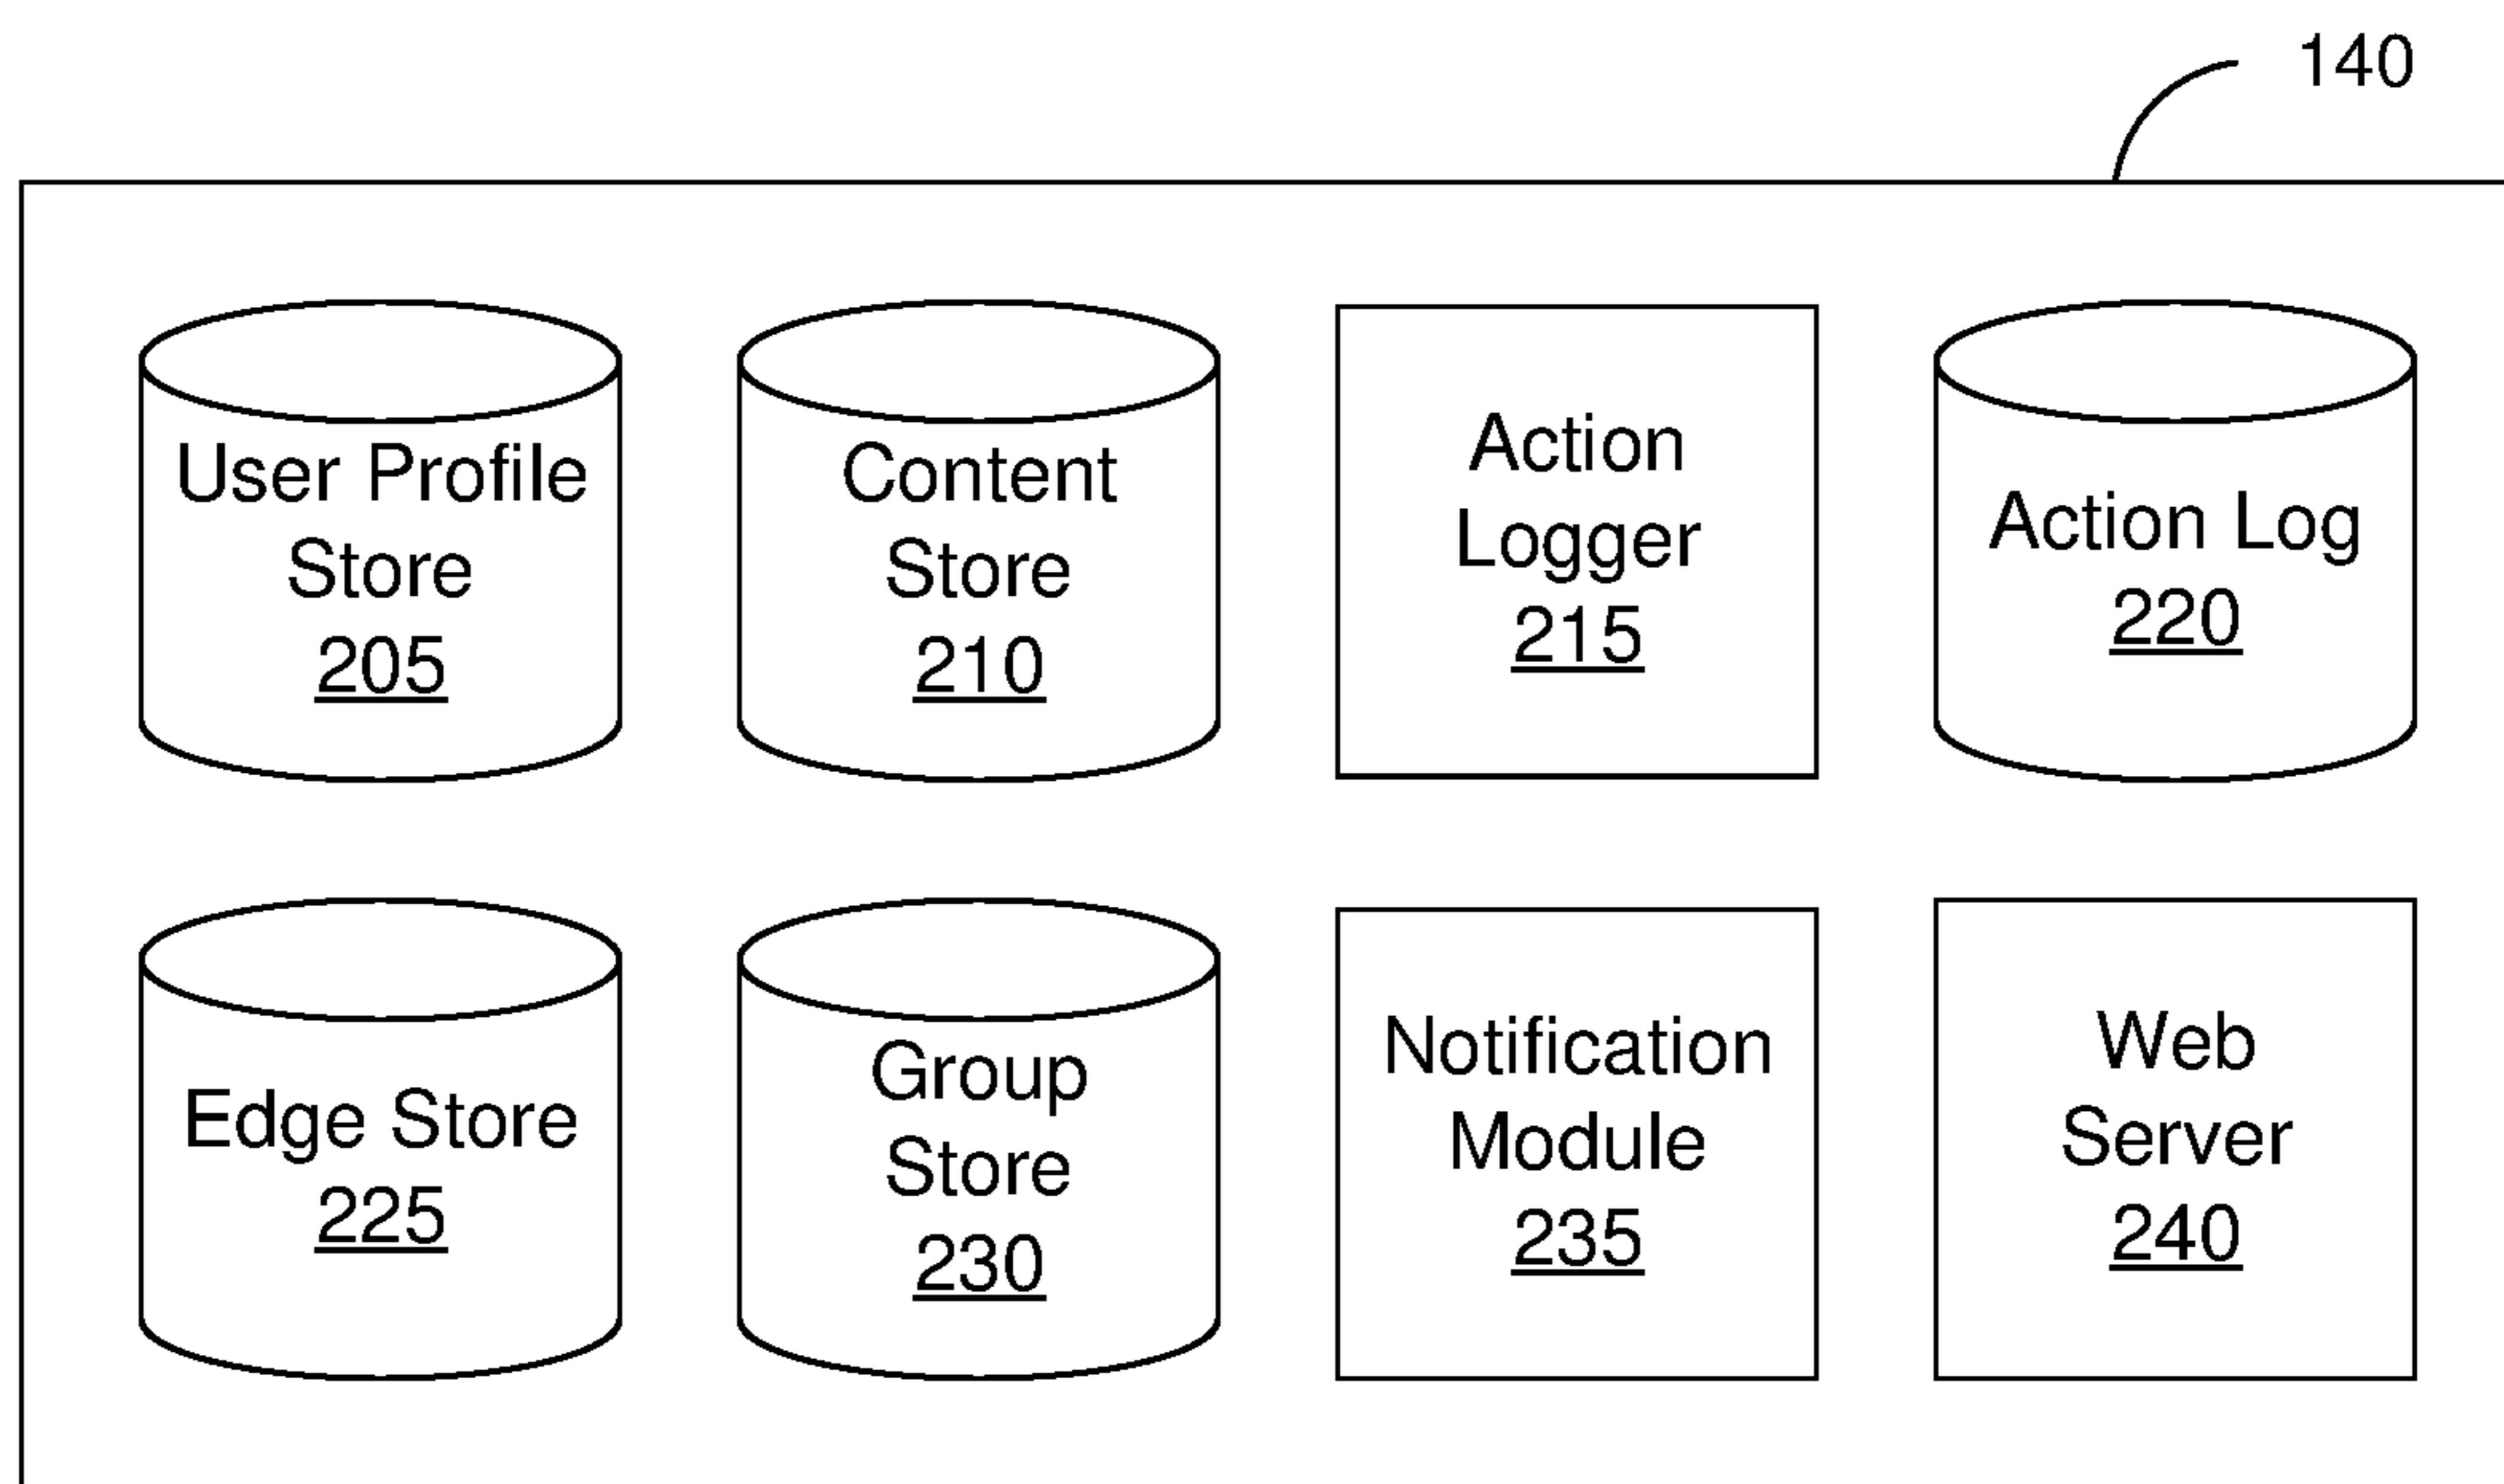 140
User Profile
Store
205
Content
Store
210
Action
Logger
215
Action Log
220
Edge Store
225
Group
Store
230
Notification
Module
235
Web
Server
240